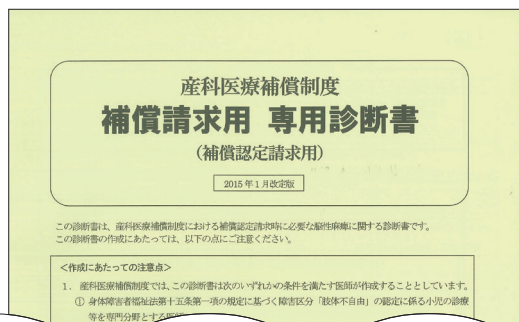 産科医療補償制度
補償請求用 専用診断書
（補償認定請求用）
2015年1月改定版
この診断書は、産科医療補償制度における補償認定請求時に必要な脳性麻痺に関する診断書です。
この診断書の作成にあたっては、以下の点にご注意ください。
＜作成にあたっての注意点＞
1．産科医療補償制度では、この診断書は次のいずれかの条件を満たす医師が作成することとしています。
① 身体障害者福祉法第十五条第一項の規定に基づく障害区分「肢体不自由」の認定に係る小児の診療
等を専門分野とする医師